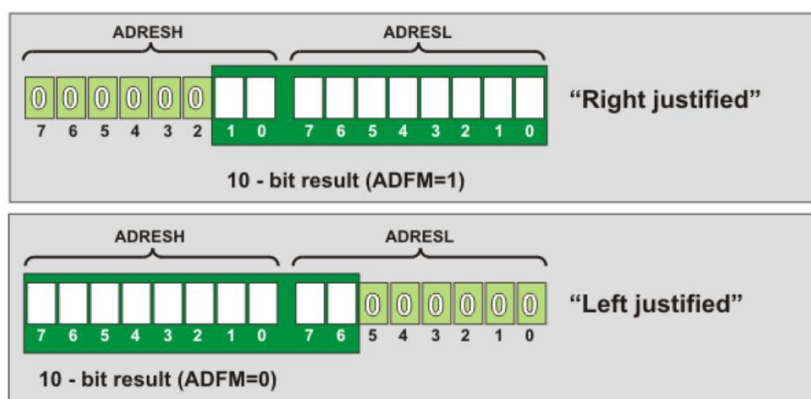 ADRESH ADRESL
0 0 0 0 0 0 “Right justified”
7 6 5 4 3 2 1 0 7 6 5 4 3 2 1 0
10 - bit result (ADFM=1)
ADRESH ADRESL
0 0 0 0 0 0 “Left justified”
7 6 5 4 3 2 1 0 7 6 5 4 3 2 1 0
10 - bit result (ADFM=0)